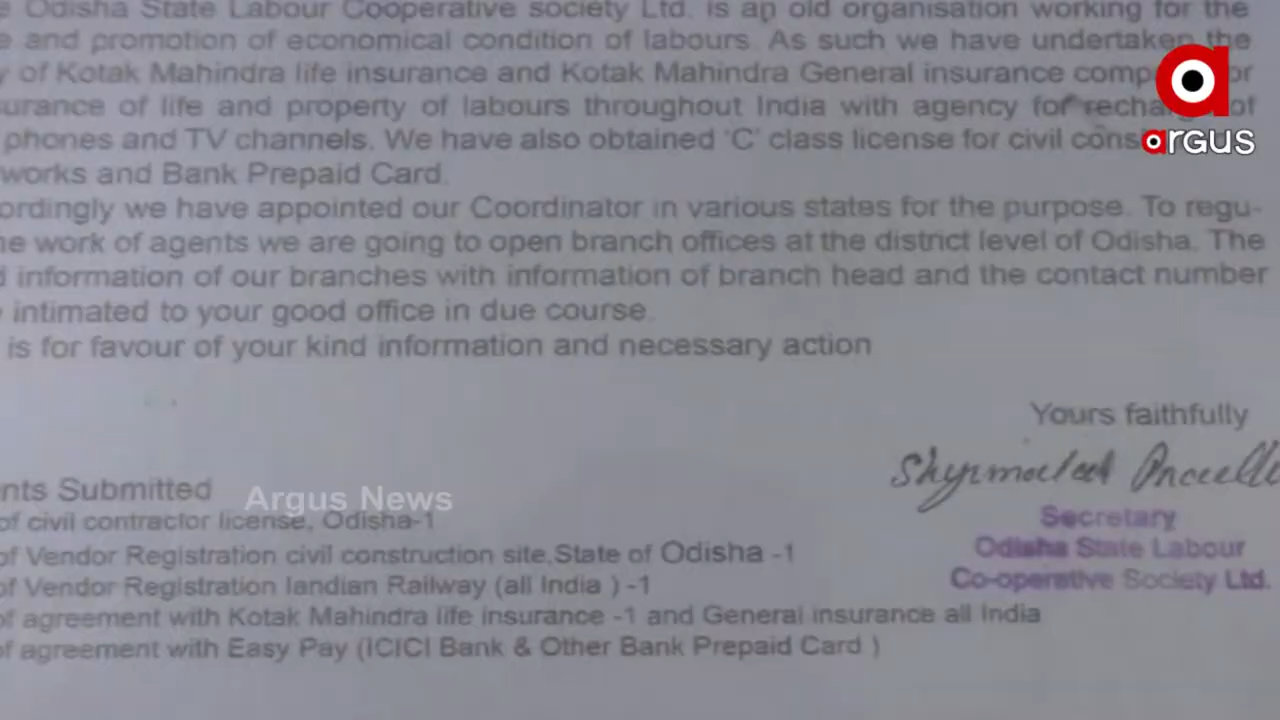 Odisha State Labour Cooperative society Ltd. is an old organisation working for the
and promotion of economical condition of labours. As such we have undertaken the
of Kotak Mahindra life insurance and Kotak Mahindra General insurance
urance of life and property of labours throughout India with agency for of
phones and TV channels. We have also obtained 'C' class license for civil cons
works and Bank Prepaid Card.
ordingly we have appointed our Coordinator in various states for the purpose. To regu-
e work of agents we are going to open branch offices at the district level of Odisha. The
d information of our branches with information of branch head and the contact number
intimated to your good office in due course.
is for favour of your kind information and necessary action
Yours faithfully
Secretary
Odisha State Labour
Co-operative Society Ltd.
nts Submitted
of civil contractor license, Odisha-1
of Vendor Registration civil construction site,State of Odisha -1
of Vendor Registration Iandian Railway (all India ) -1
of agreement with Kotak Mahindra life insurance -1 and General insurance all India
of agreement with Easy Pay (ICICI Bank & Other Bank Prepaid Card )
argus
Argus News